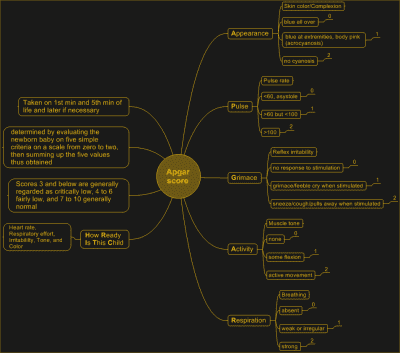 Apgar
score
Appearance
Skin color/Complexion
blue all over
0
blue at extremities, body pink
(acrocyanosis)
1
no cyanosis
2
Pulse
Pulse rate
<60, asystole
0
>60 but <100
1
>100
2
Grimace
Reflex irritability
no response to stimulation
0
grimace/feeble cry when stimulated
1
sneeze/cough/pulls away when stimulated
2
Activity
Muscle tone
none
0
some flexion
1
active movement
2
Respiration
Breathing
absent
0
weak or irregular
1
strong
2
Taken on 1st min and 5th min of
life and later if necessary
determined by evaluating the
newborn baby on five simple
criteria on a scale from zero to two,
then summing up the five values
thus obtained
Scores 3 and below are generally
regarded as critically low, 4 to 6
fairly low, and 7 to 10 generally
normal
How Ready
Is This Child
Heart rate,
Respiratory effort,
Irritability, Tone, and
Color